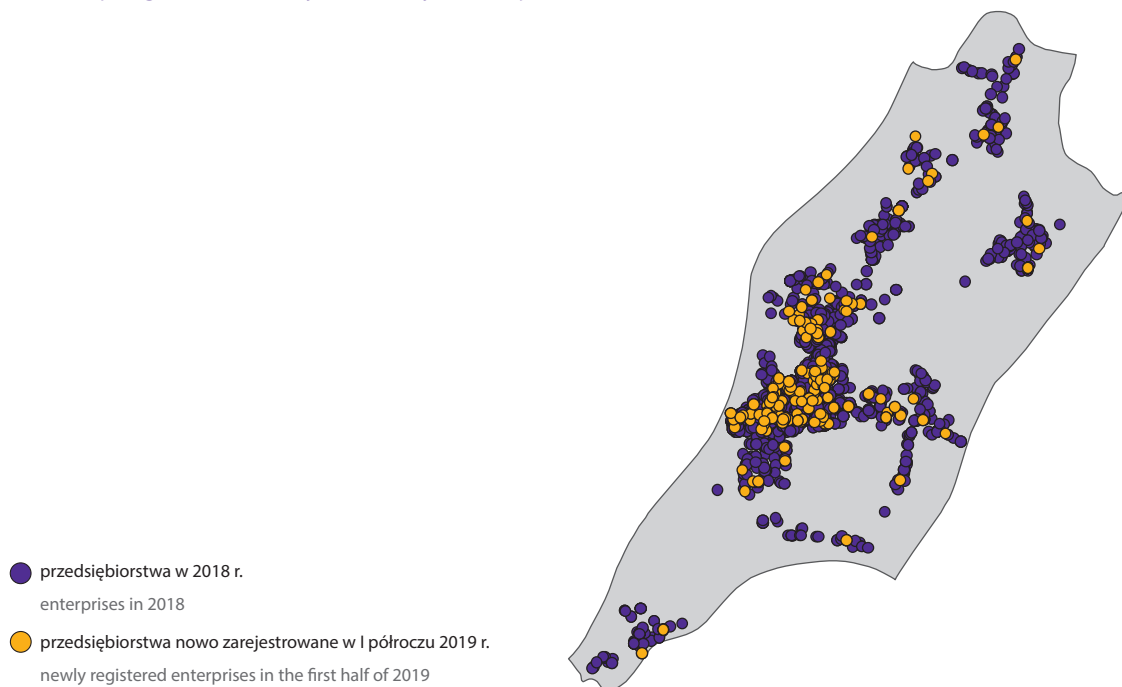 przedsiębiorstwa w 2018 r.
enterprises in 2018
przedsiębiorstwa nowo zarejestrowane w I półroczu 2019 r.
newly registered enterprises in the first half of 2019